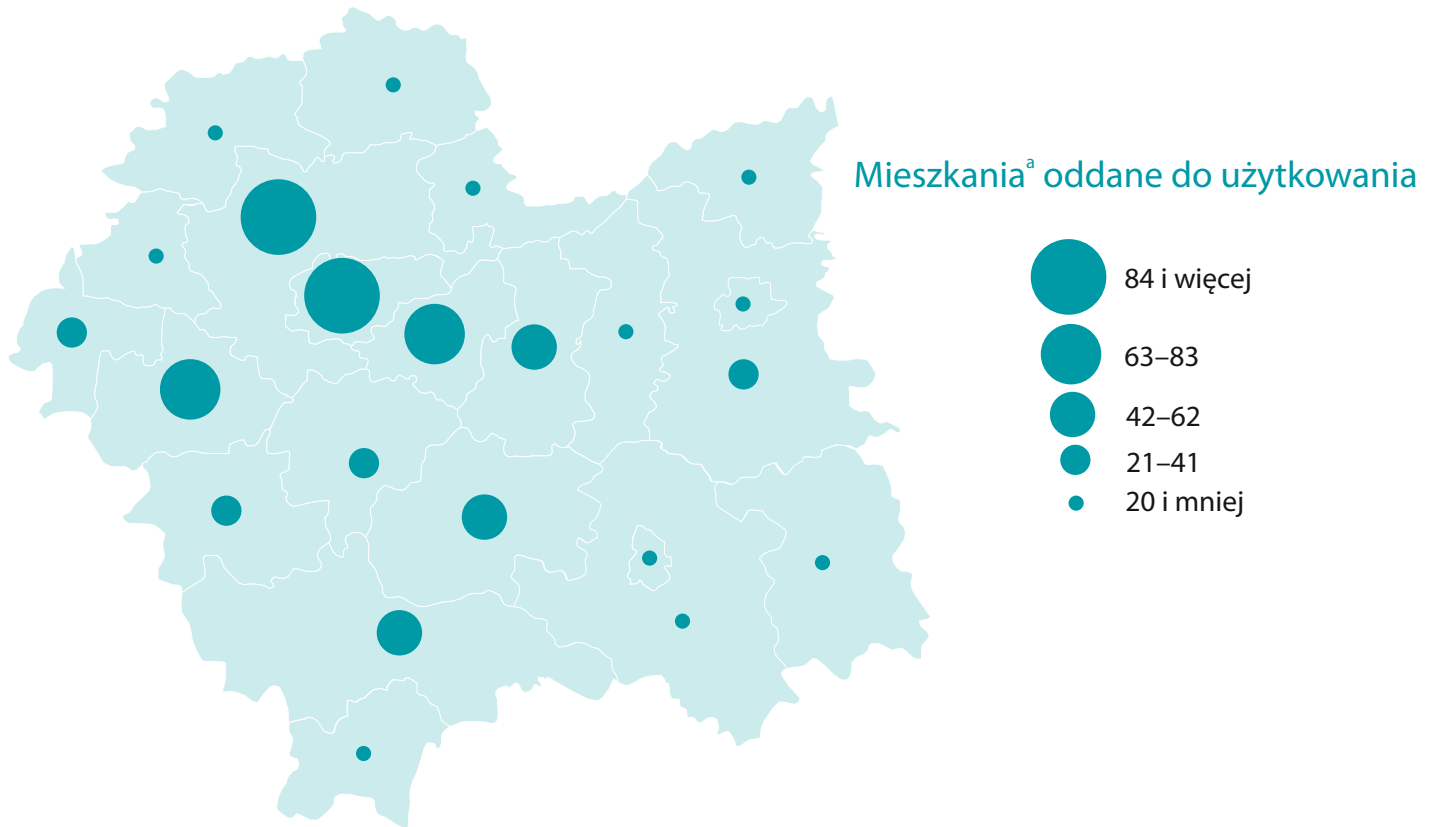 Mieszkaniaᵃ oddane do użytkowania
84 i więcej
63–83
42–62
21–41
20 i mniej